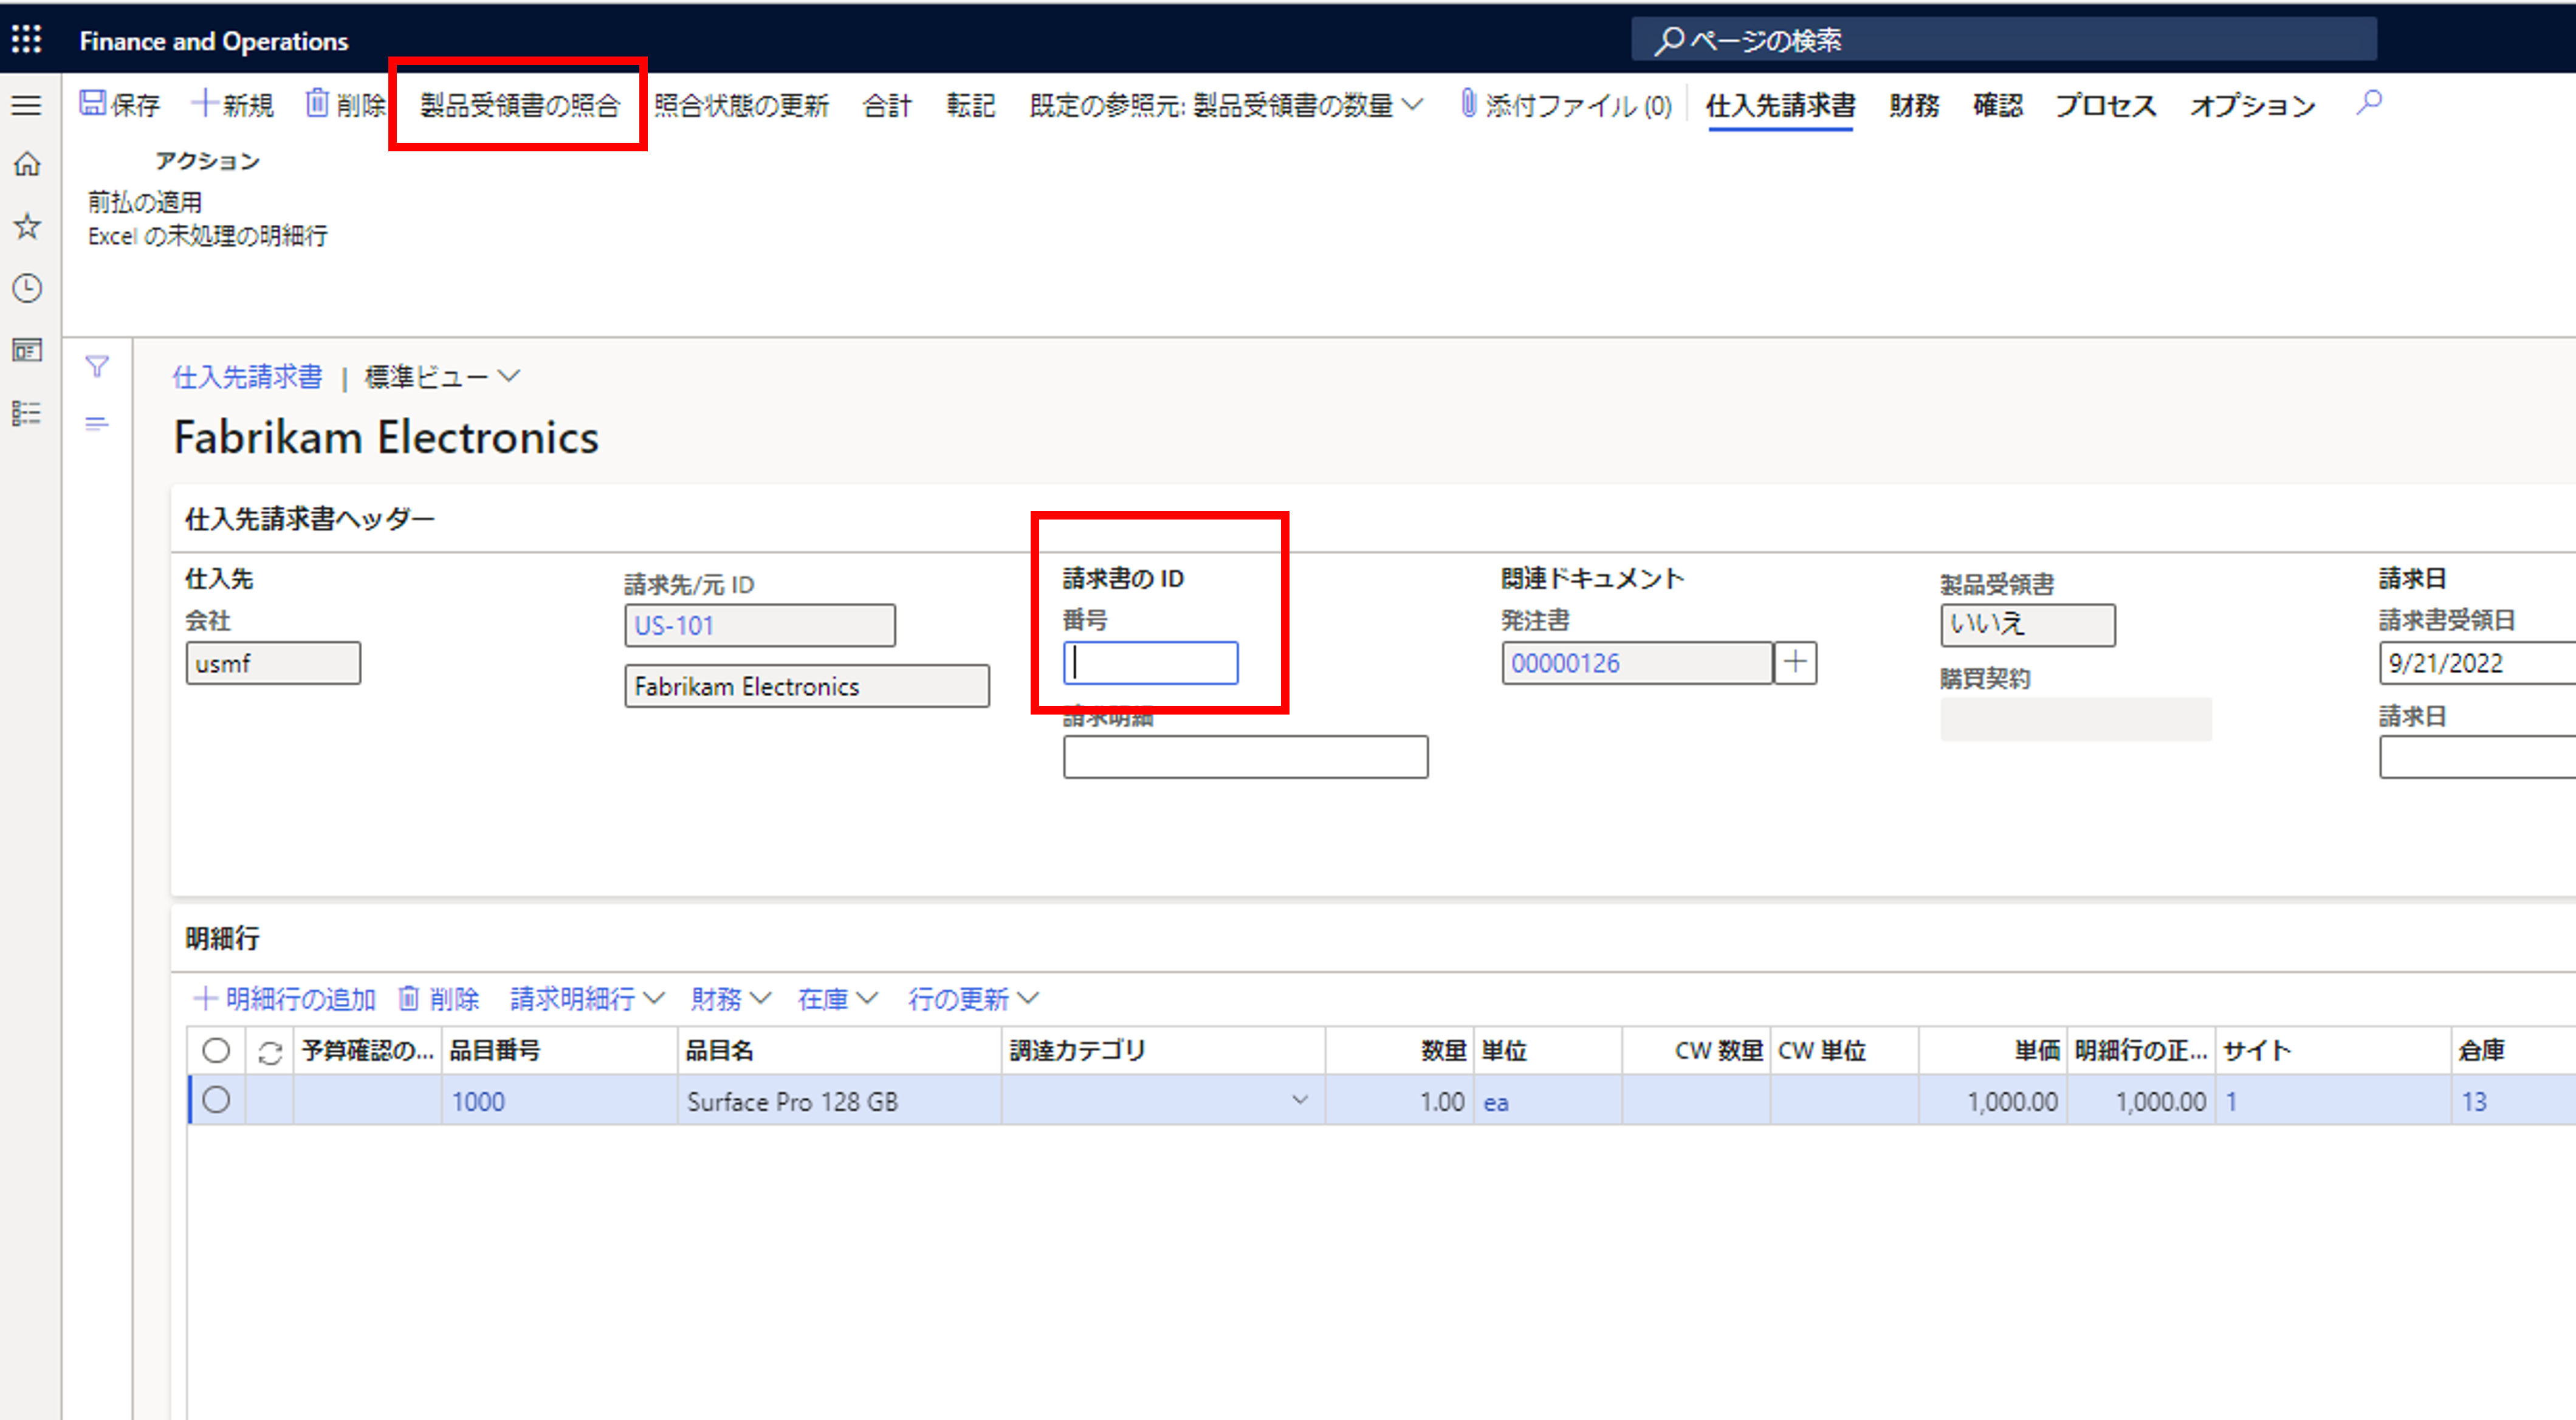 Finance and Operations
ページの検索
保存 新規 削除 製品受領書の照合 照合状態の更新 合計 転記 既定の参照元: 製品受領書の数量 添付ファイル (0) 仕入先請求書 財務 確認 プロセス オプション
アクション
前払の適用
Excel の未処理の明細行
仕入先請求書 | 標準ビュー
Fabrikam Electronics
仕入先請求書ヘッダー
仕入先
会社
usmf
請求先/元 ID
US-101
Fabrikam Electronics
請求書の ID
番号
請求明細
関連ドキュメント
発注書
00000126
製品受領書
いいえ
購買契約
請求日
請求書受領日
9/21/2022
請求日
明細行
明細行の追加 削除 請求明細行 財務 在庫 行の更新
予算確認の... 品目番号 品目名 調達カテゴリ 数量 単位 CW 数量 CW 単位 単価 明細行の正... サイト 倉庫
1000 Surface Pro 128 GB 1.00 ea 1,000.00 1,000.00 1 13